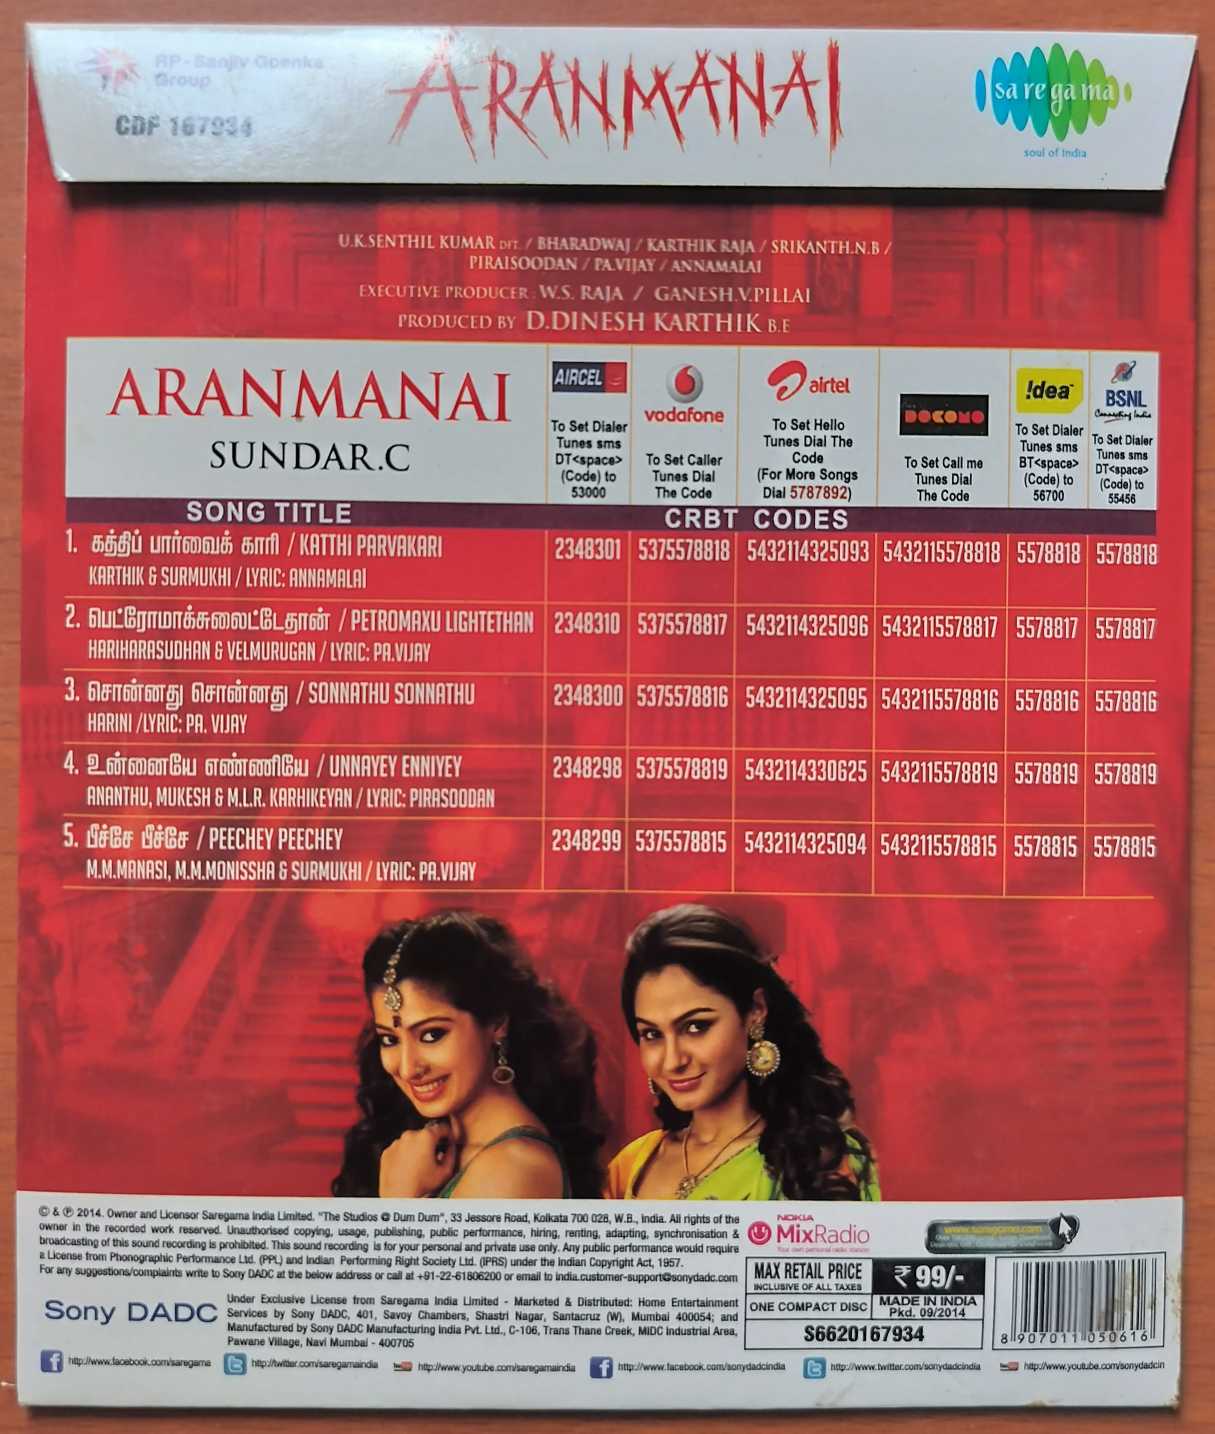 RP-Sanjiv Goenka
Group
CDF 167934
ARANMANAI
sa re ga ma
soul of India
U.K.SENTHIL KUMAR DFT. / BHARADWAJ / KARTHIK RAJA / SRIKANTH.N.B /
PIRAISOODAN / PA.VIJAY / ANNAMALAI
EXECUTIVE PRODUCER : W.S. RAJA / GANESH.V.PILLAI
PRODUCED BY D.DINESH KARTHIK B.E
ARANMANAI
SUNDAR.C
AIRCEL
To Set Dialer
Tunes sms
DT<space>
(Code) to
53000
vodafone
To Set Caller
Tunes Dial
The Code
airtel
To Set Hello
Tunes Dial The
Code
(For More Songs
Dial 5787892)
DOCOMO
To Set Call me
Tunes Dial
The Code
!dea
To Set Dialer
Tunes sms
BT<space>
(Code) to
56700
BSNL
Connecting India
To Set Dialer
Tunes sms
DT<space>
(Code) to
55456
SONG TITLE CRBT CODES
1. கத்திப் பார்வைக் காரி / KATTHI PARVAKARI 2348301 5375578818 5432114325093 5432115578818 5578818 5578818
KARTHIK & SURMUKHI / LYRIC: ANNAMALAI
2. பெட்ரோமாக்சுலைட்டேதான் / PETROMAXU LIGHTETHAN 2348310 5375578817 5432114325096 5432115578817 5578817 5578817
HARIHARASUDHAN & VELMURUGAN / LYRIC: PA.VIJAY
3. சொன்னது சொன்னது / SONNATHU SONNATHU 2348300 5375578816 5432114325095 5432115578816 5578816 5578816
HARINI /LYRIC: PA. VIJAY
4. உன்னையே எண்ணியே / UNNAYEY ENNIYEY 2348298 5375578819 5432114330625 5432115578819 5578819 5578819
ANANTHU, MUKESH & M.L.R. KARHIKEYAN / LYRIC: PIRASOODAN
5. பீச்சே பீச்சே / PEECHEY PEECHEY 2348299 5375578815 5432114325094 5432115578815 5578815 5578815
M.M.MANASI, M.M.MONISSHA & SURMUKHI / LYRIC: PA.VIJAY
© & ℗ 2014. Owner and Licensor Saregama India Limited. "The Studios @ Dum Dum", 33 Jessore Road, Kolkata 700 028, W.B., India. All rights of the
owner in the recorded work reserved. Unauthorised copying, usage, publishing, public performance, hiring, renting, adapting, synchronisation &
broadcasting of this sound recording is prohibited. This sound recording is for your personal and private use only. Any public performance would require
a License from Phonographic Performance Ltd. (PPL) and Indian Performing Right Society Ltd. (IPRS) under the Indian Copyright Act, 1957.
For any suggestions/complaints write to Sony DADC at the below address or call at +91-22-61806200 or email to india.customer-support@sonydadc.com
Sony DADC
Under Exclusive License from Saregama India Limited - Marketed & Distributed: Home Entertainment
Services by Sony DADC, 401, Savoy Chambers, Shastri Nagar, Santacruz (W), Mumbai 400054; and
Manufactured by Sony DADC Manufacturing India Pvt. Ltd., C-106, Trans Thane Creek, MIDC Industrial Area,
Pawane Village, Navi Mumbai - 400705
NOKIA
MixRadio
Your own personal radio station
www.saregama.com
MAX RETAIL PRICE
INCLUSIVE OF ALL TAXES
₹ 99/-
ONE COMPACT DISC
MADE IN INDIA
Pkd. 09/2014
S6620167934
8 907011 050616
http://www.facebook.com/saregama http://twitter.com/saregamaindia http://www.youtube.com/saregamaindia http://www.facebook.com/sonydadcindia http://www.twitter.com/sonydadcindia http://www.youtube.com/sonydadcin